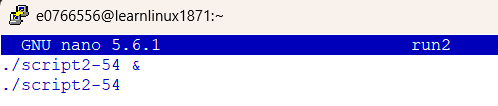 e0766556@learnlinux1871:~
GNU nano 5.6.1 run2
./script2-54 &
./script2-54